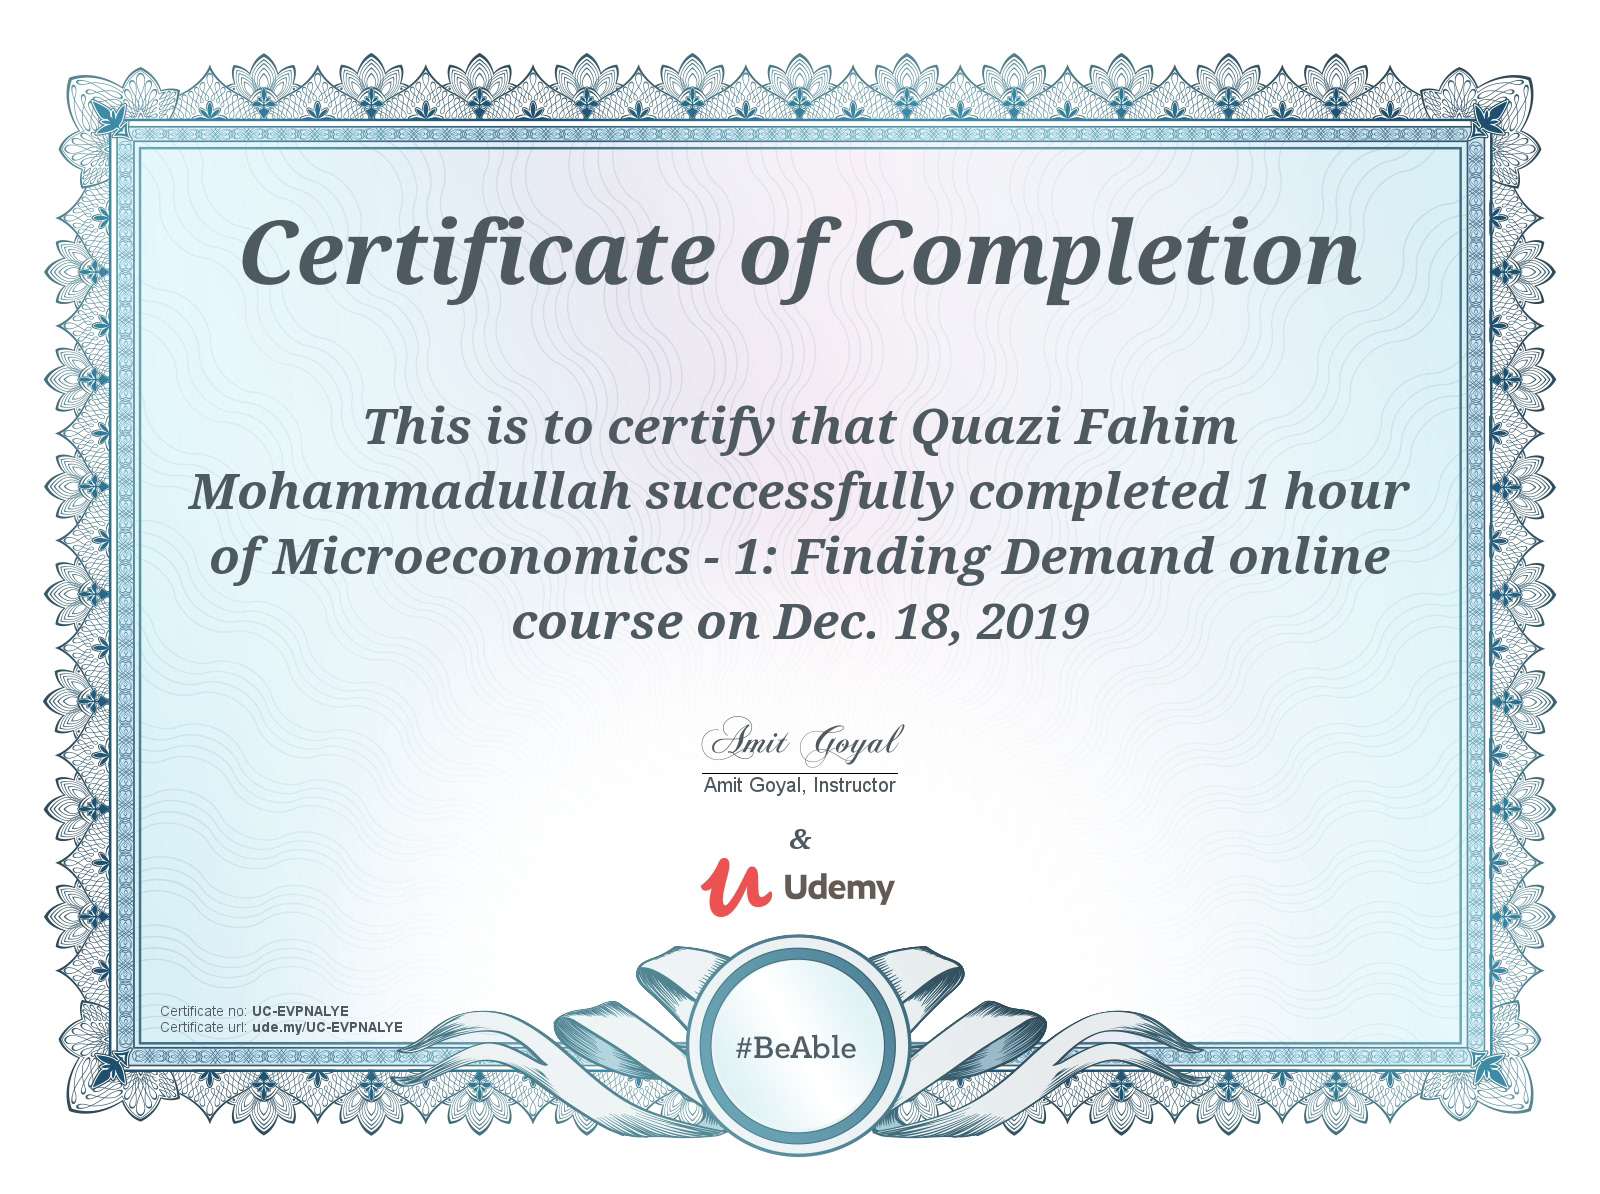 Certificate of Completion
This is to certify that Quazi Fahim
Mohammadullah successfully completed 1 hour
of Microeconomics - 1: Finding Demand online
course on Dec. 18, 2019
Amit Goyal
Amit Goyal, Instructor
&
Udemy
Certificate no: UC-EVPNALYE
Certificate url: ude.my/UC-EVPNALYE
#BeAble